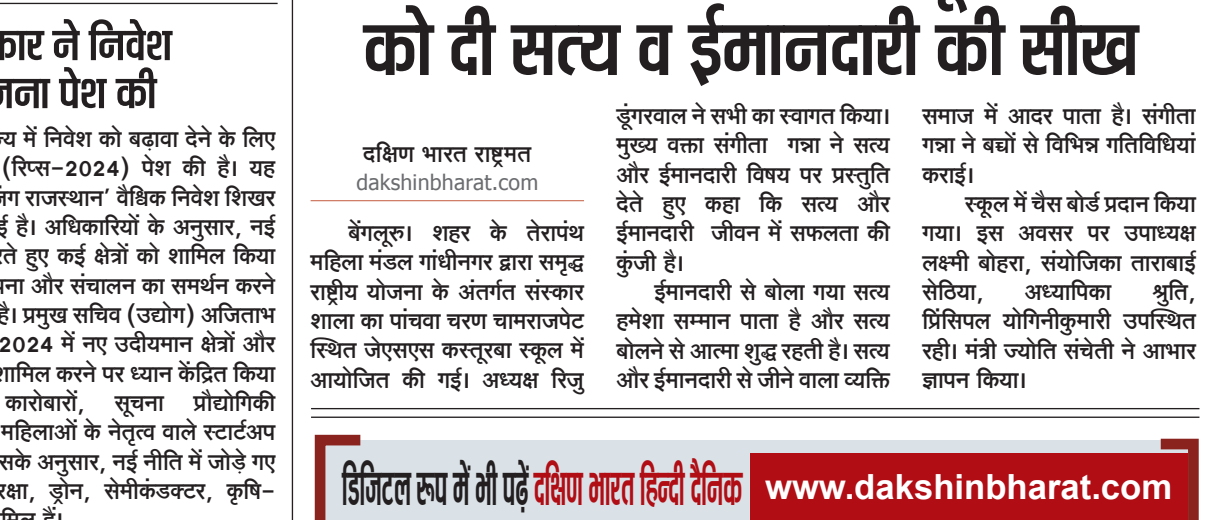 कार ने निवेश
जना पेश की
ज्य में निवेश को बढ़ावा देने के लिए
(रिप्स-2024) पेश की है। यह
राजस्थान' वैश्विक निवेश शिखर
ई है। अधिकारियों के अनुसार, नई
रते हुए कई क्षेत्रों को शामिल किया
पना और संचालन का समर्थन करने
है। प्रमुख सचिव (उद्योग) अजिताभ
2024 में नए उदीयमान क्षेत्रों और
शामिल करने पर ध्यान केंद्रित किया
कारोबारों, सूचना प्रौद्योगिकी
महिलाओं के नेतृत्व वाले स्टार्टअप
सके अनुसार, नई नीति में जोड़े गए
रक्षा, ड्रोन, सेमीकंडक्टर, कृषि-
को दी सत्य व ईमानदारी की सीख
दक्षिण भारत राष्ट्रमत
dakshinbharat.com
बेंगलूरु। शहर के तेरापंथ
महिला मंडल गांधीनगर द्वारा समृद्ध
राष्ट्रीय योजना के अंतर्गत संस्कार
शाला का पांचवा चरण चामराजपेट
स्थित जेएसएस कस्तूरबा स्कूल में
आयोजित की गई। अध्यक्ष रिजु
डूंगरवाल ने सभी का स्वागत किया।
मुख्य वक्ता संगीता गन्ना ने सत्य
और ईमानदारी विषय पर प्रस्तुति
देते हुए कहा कि सत्य और
ईमानदारी जीवन में सफलता की
कुंजी है।
ईमानदारी से बोला गया सत्य
हमेशा सम्मान पाता है और सत्य
बोलने से आत्मा शुद्ध रहती है। सत्य
और ईमानदारी से जीने वाला व्यक्ति
समाज में आदर पाता है। संगीता
गन्ना ने बच्चों से विभिन्न गतिविधियां
कराई।
स्कूल में चैस बोर्ड प्रदान किया
गया। इस अवसर पर उपाध्यक्ष
लक्ष्मी बोहरा, संयोजिका ताराबाई
सेठिया, अध्यापिका श्रुति,
प्रिंसिपल योगिनीकुमारी उपस्थित
रही। मंत्री ज्योति संचेती ने आभार
ज्ञापन किया।
डिजिटल रूप में भी पढ़ें दक्षिण भारत हिन्दी दैनिक www.dakshinbharat.com